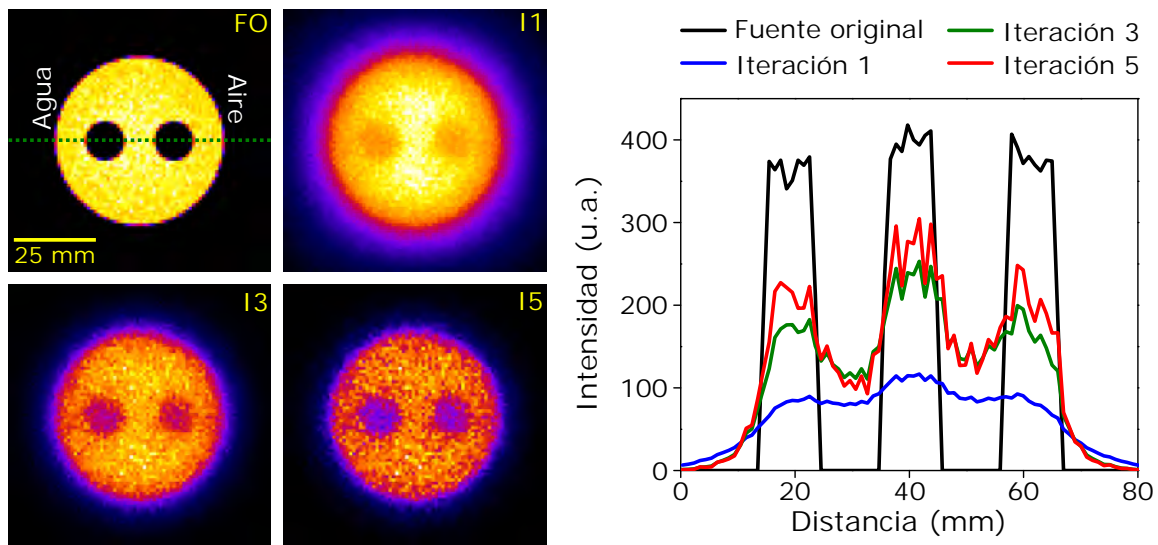 FO
Agua
Aire
25 mm
I1
I3
I5
Fuente original
Iteración 1
Iteración 3
Iteración 5
Intensidad (u.a.)
400
300
200
100
0
0 20 40 60 80
Distancia (mm)